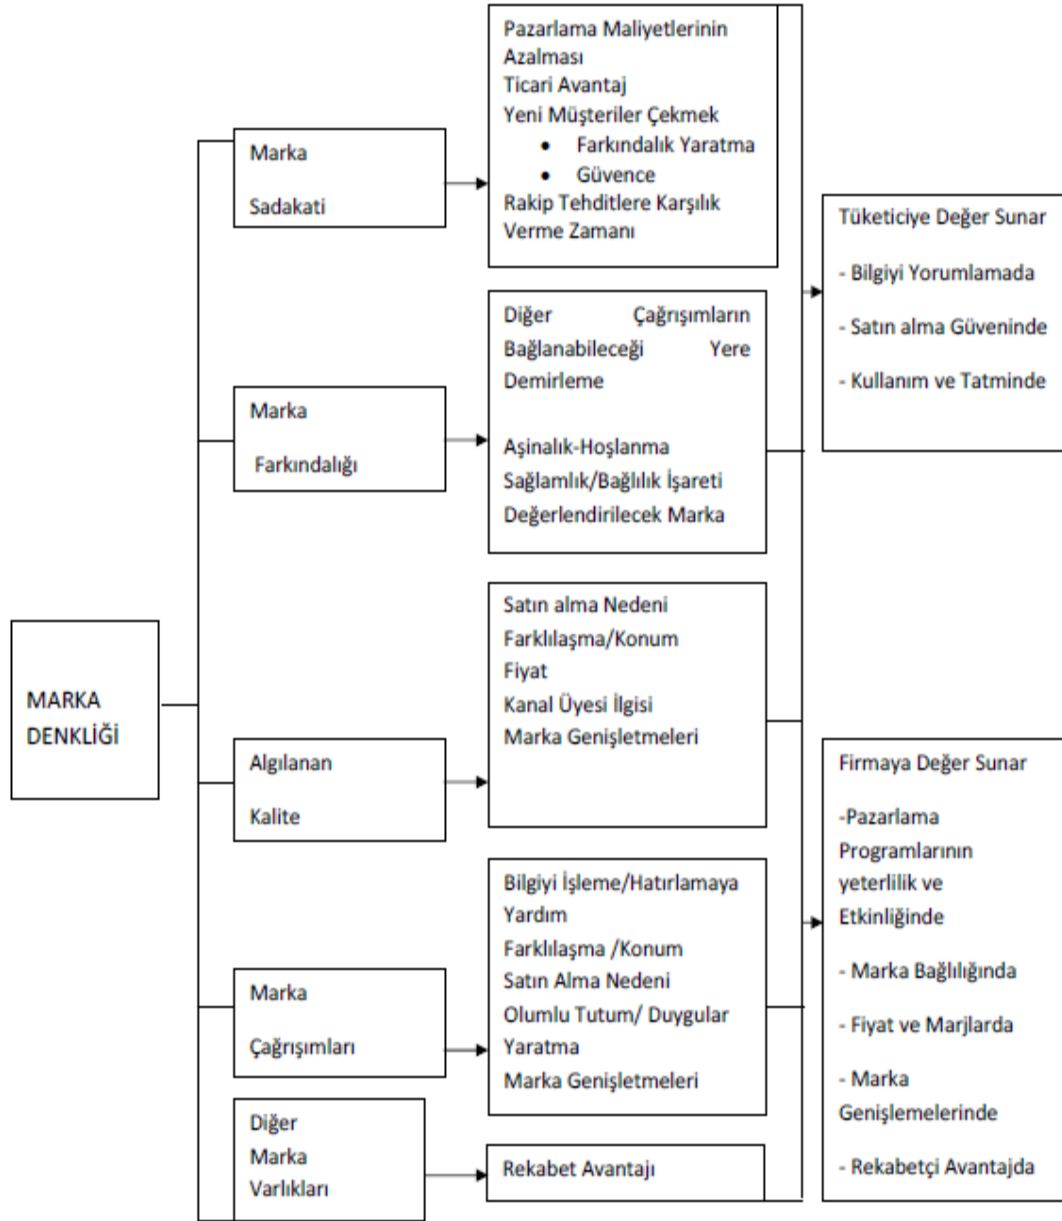 MARKA
DENKLİĞİ
Marka
Sadakati
Pazarlama Maliyetlerinin
Azalması
Ticari Avantaj
Yeni Müşteriler Çekmek
• Farkındalık Yaratma
• Güvence
Rakip Tehditlere Karşılık
Verme Zamanı
Marka
Farkındalığı
Diğer Çağrışımların
Bağlanabileceği Yere
Demirleme
Aşinalık-Hoşlanma
Sağlamlık/Bağlılık İşareti
Değerlendirilecek Marka
Algılanan
Kalite
Satın alma Nedeni
Farklılaşma/Konum
Fiyat
Kanal Üyesi İlgisi
Marka Genişletmeleri
Marka
Çağrışımları
Bilgiyi İşleme/Hatırlamaya
Yardım
Farklılaşma /Konum
Satın Alma Nedeni
Olumlu Tutum/ Duygular
Yaratma
Marka Genişletmeleri
Diğer
Marka
Varlıkları
Rekabet Avantajı
Tüketiciye Değer Sunar
- Bilgiyi Yorumlamada
- Satın alma Güveninde
- Kullanım ve Tatminde
Firmaya Değer Sunar
-Pazarlama
Programlarının
yeterlilik ve
Etkinliğinde
- Marka Bağlılığında
- Fiyat ve Marjlarda
- Marka
Genişlemelerinde
- Rekabetçi Avantajda